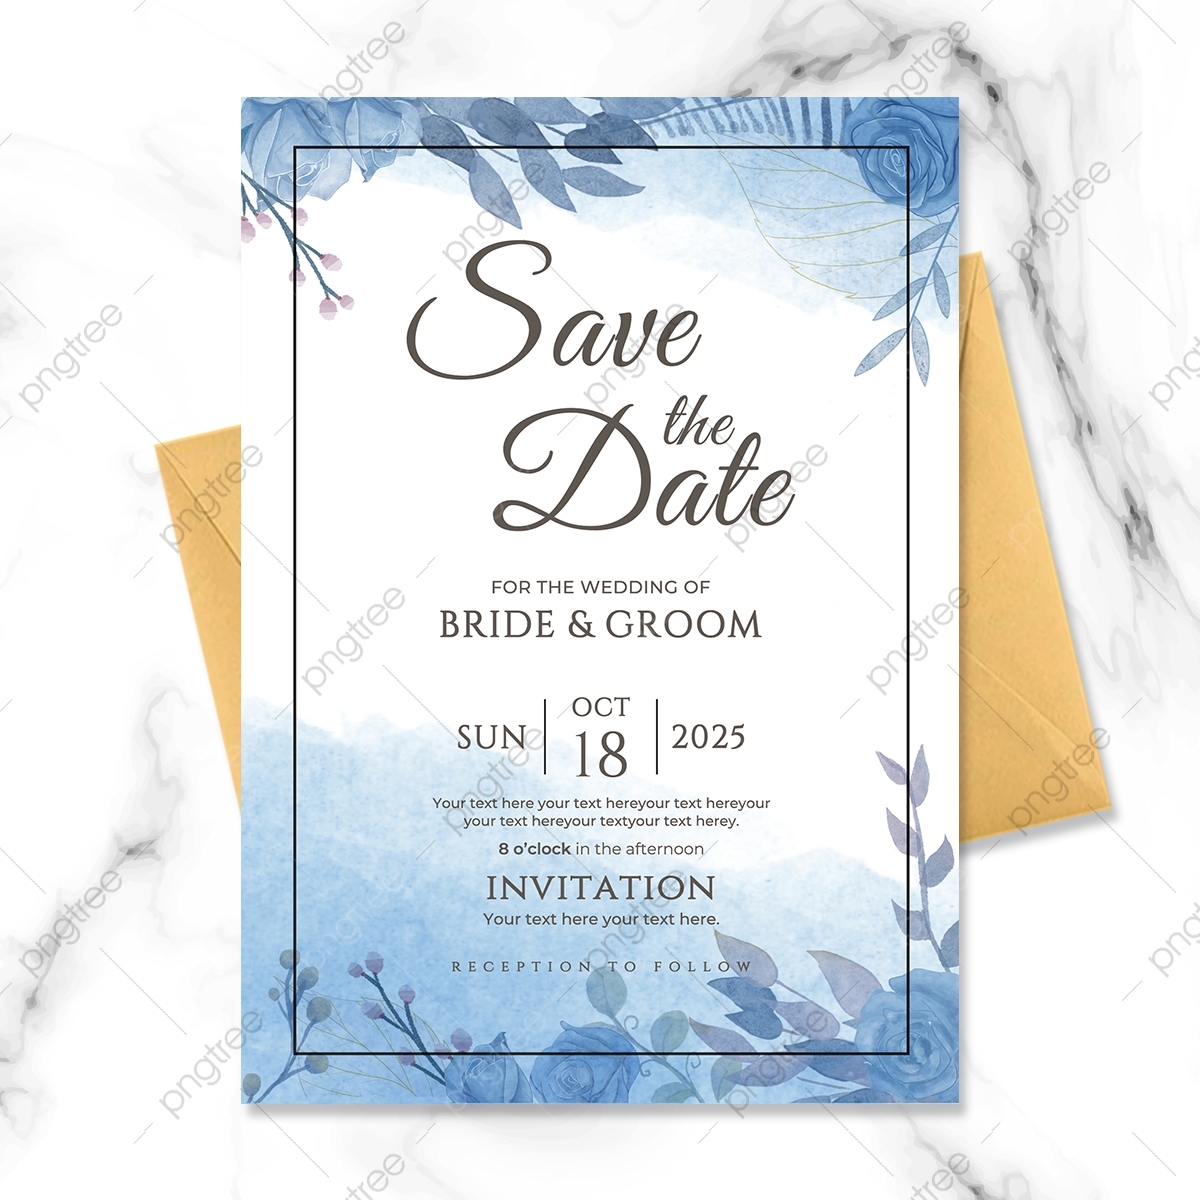 Save
the
Date
FOR THE WEDDING OF
BRIDE & GROOM
SUN
OCT
18
2025
Your text here your text hereyour text hereyour
your text hereyour textyour text herey.
8 o'clock in the afternoon
INVITATION
Your text here your text here.
RECEPTION TO FOLLOW
pngtree